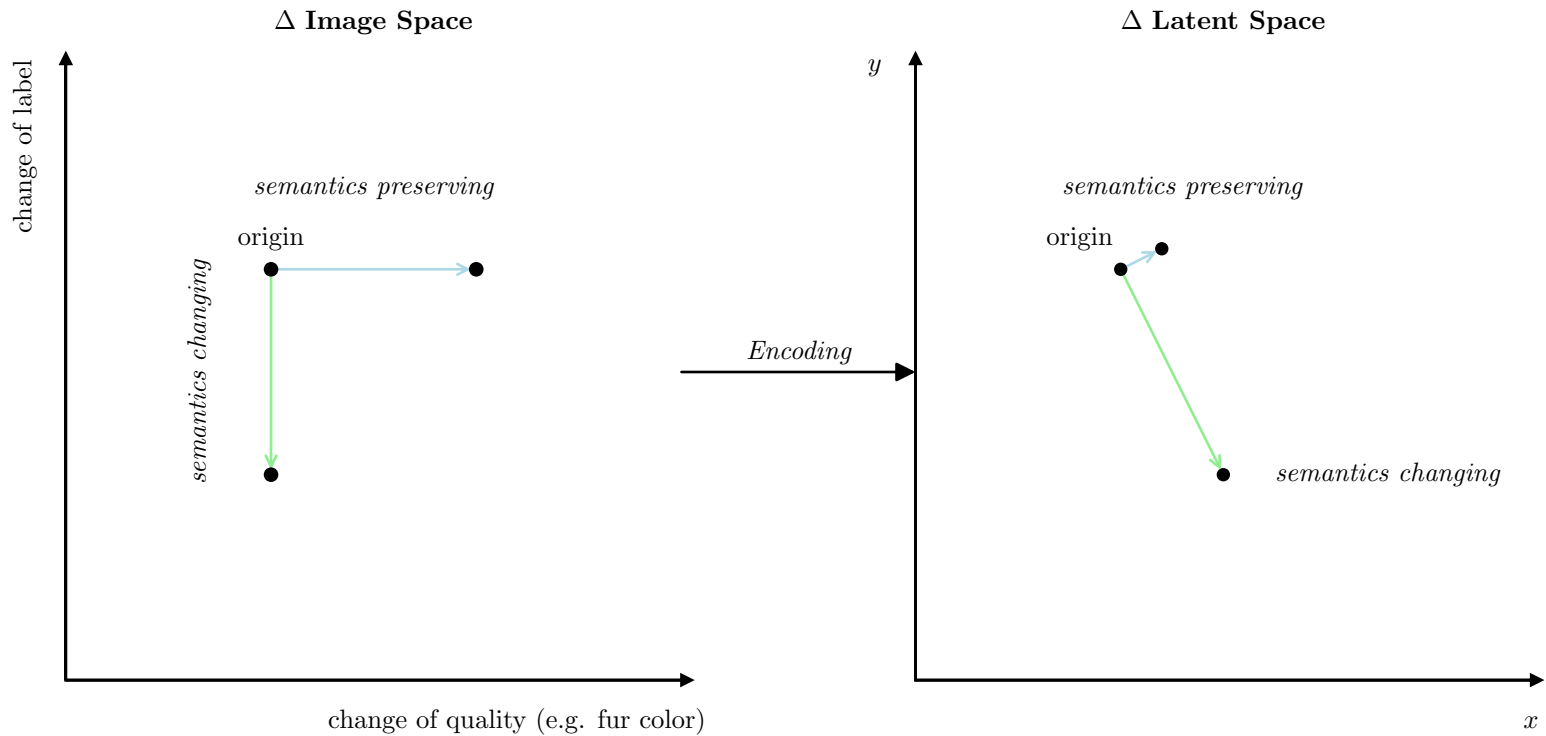 Δ Image Space
change of label
semantics preserving
origin
semantics changing
change of quality (e.g. fur color)
Encoding
Δ Latent Space
y
semantics preserving
origin
semantics changing
x